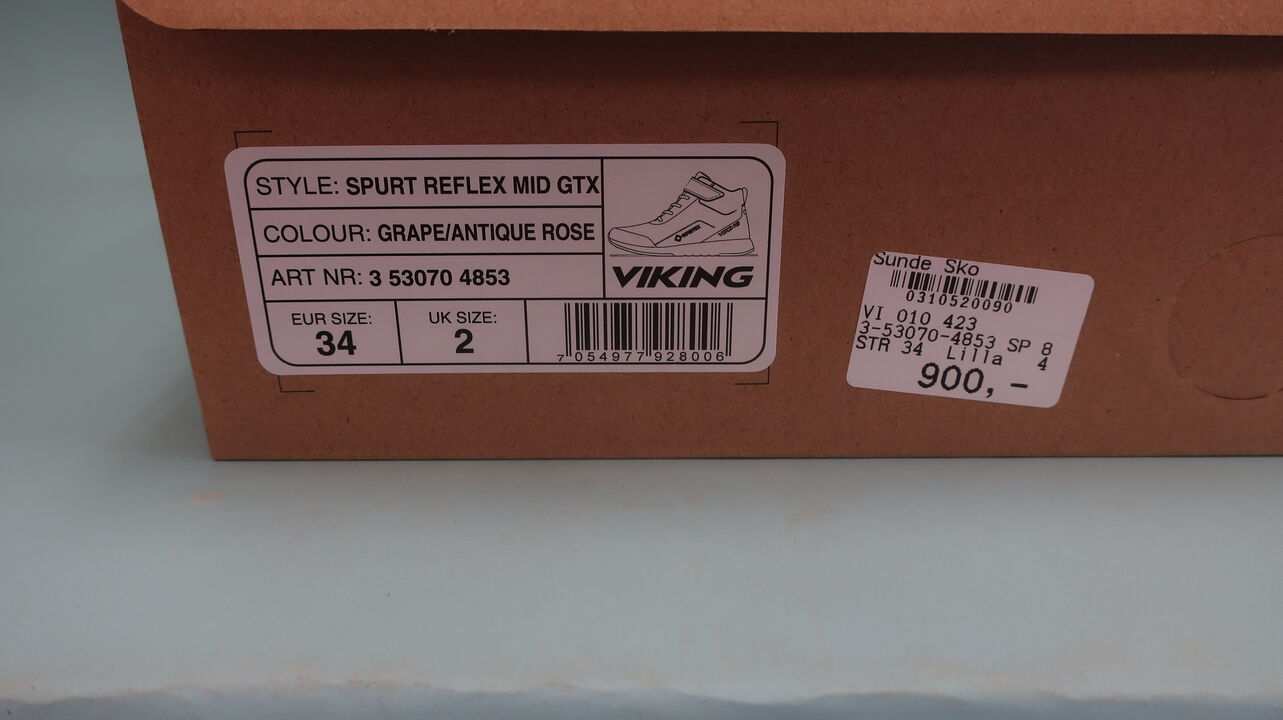 STYLE: SPURT REFLEX MID GTX
COLOUR: GRAPE/ANTIQUE ROSE
ART NR: 3 53070 4853
VIKING
EUR SIZE:
34
UK SIZE:
2
7 054977 928006
Sunde Sko
0310520090
VI 010 423
3-53070-4853 SP 8
STR 34 Lilla 4
900,-